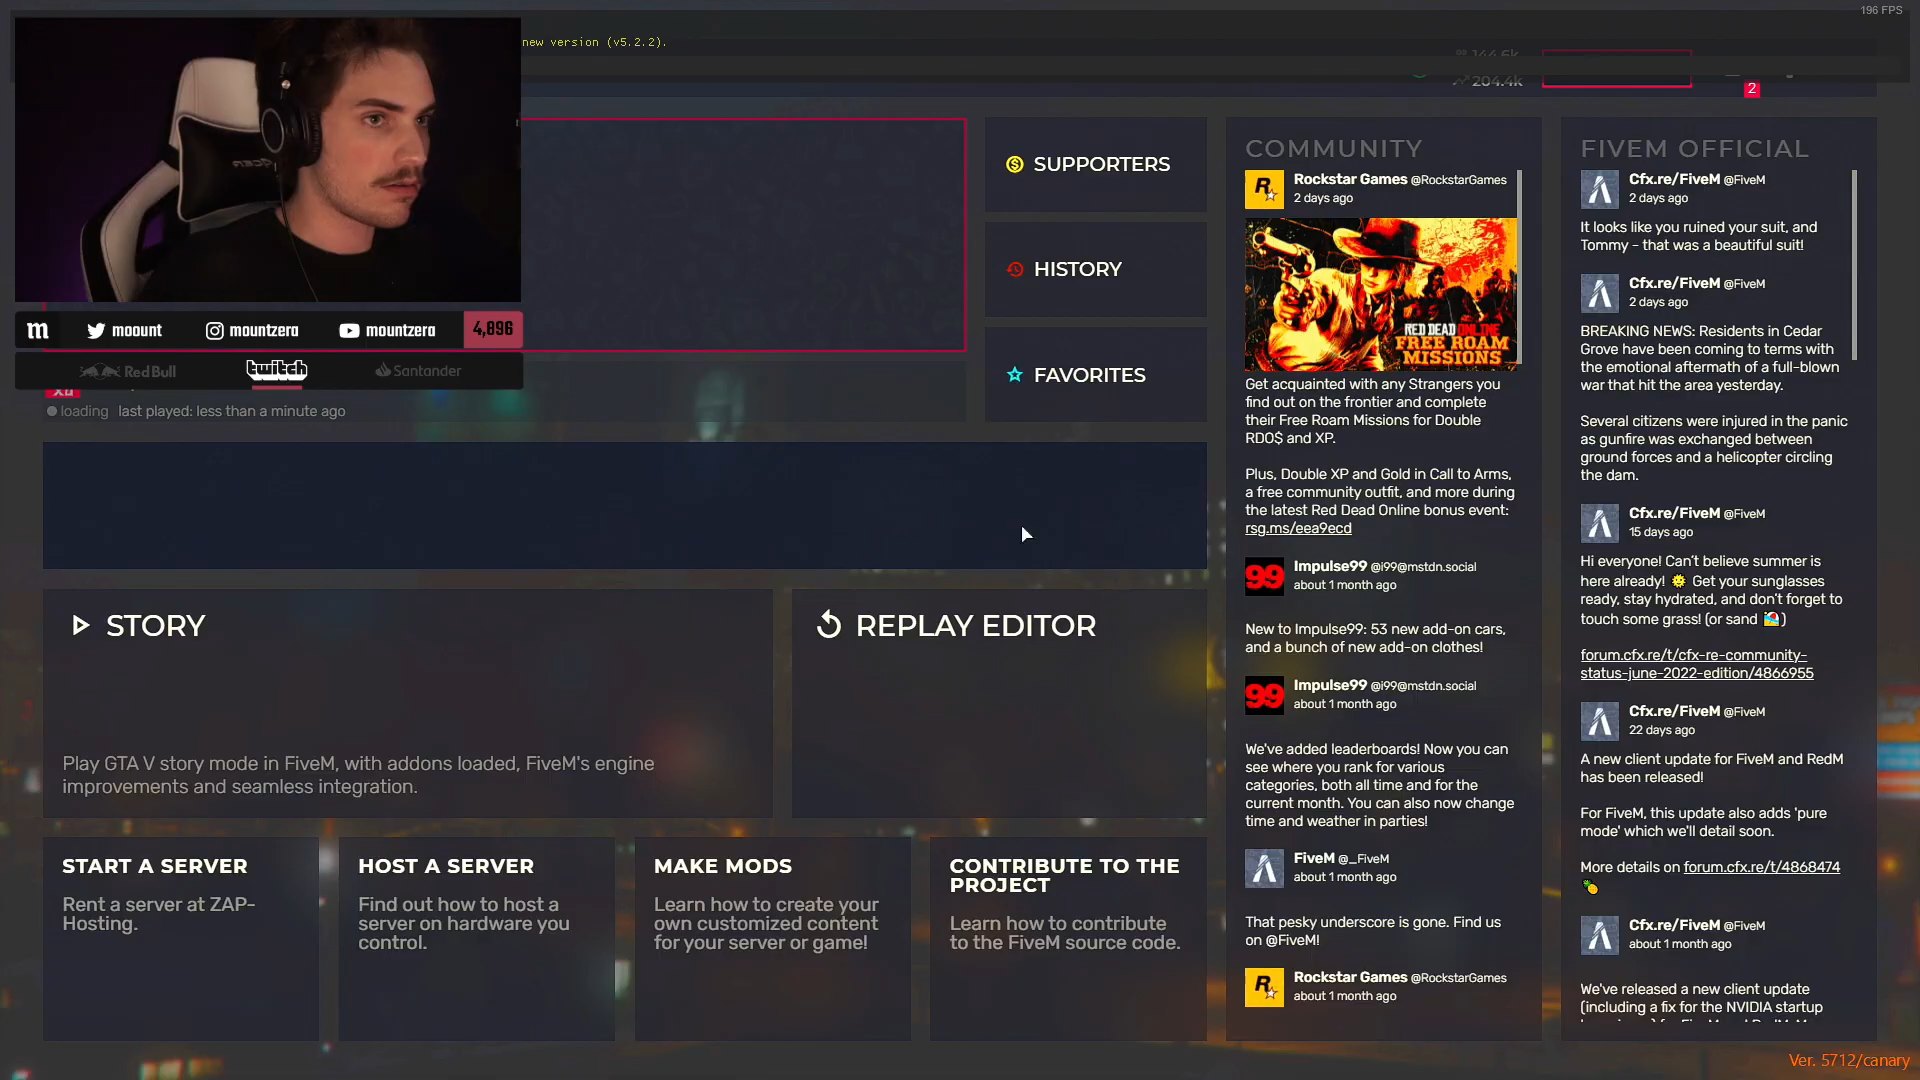 196 FPS
new version (v5.2.2).
204.4k
2
m
moount
mountzera
mountzera
4,896
Red Bull
twitch
Santander
loading last played: less than a minute ago
SUPPORTERS
HISTORY
FAVORITES
STORY
Play GTA V story mode in FiveM, with addons loaded, FiveM's engine
improvements and seamless integration.
REPLAY EDITOR
START A SERVER
Rent a server at ZAP-
Hosting.
HOST A SERVER
Find out how to host a
server on hardware you
control.
MAKE MODS
Learn how to create your
own customized content
for your server or game!
CONTRIBUTE TO THE
PROJECT
Learn how to contribute
to the FiveM source code.
COMMUNITY
Rockstar Games @RockstarGames
2 days ago
RED DEAD ONLINE
FREE ROAM
MISSIONS
Get acquainted with any Strangers you
find out on the frontier and complete
their Free Roam Missions for Double
RDO$ and XP.
Plus, Double XP and Gold in Call to Arms,
a free community outfit, and more during
the latest Red Dead Online bonus event:
rsg.ms/eea9ecd
99
Impulse99 @i99@mstdn.social
about 1 month ago
New to Impulse99: 53 new add-on cars,
and a bunch of new add-on clothes!
99
Impulse99 @i99@mstdn.social
about 1 month ago
We've added leaderboards! Now you can
see where you rank for various
categories, both all time and for the
current month. You can also now change
time and weather in parties!
FiveM @_FiveM
about 1 month ago
That pesky underscore is gone. Find us
on @FiveM!
Rockstar Games @RockstarGames
about 1 month ago
FIVEM OFFICIAL
Cfx.re/FiveM @FiveM
2 days ago
It looks like you ruined your suit, and
Tommy - that was a beautiful suit!
Cfx.re/FiveM @FiveM
2 days ago
BREAKING NEWS: Residents in Cedar
Grove have been coming to terms with
the emotional aftermath of a full-blown
war that hit the area yesterday.
Several citizens were injured in the panic
as gunfire was exchanged between
ground forces and a helicopter circling
the dam.
Cfx.re/FiveM @FiveM
15 days ago
Hi everyone! Can't believe summer is
here already! 🌞 Get your sunglasses
ready, stay hydrated, and don't forget to
touch some grass! (or sand 🏖)
forum.cfx.re/t/cfx-re-community-
status-june-2022-edition/4866955
Cfx.re/FiveM @FiveM
22 days ago
A new client update for FiveM and RedM
has been released!
For FiveM, this update also adds 'pure
mode' which we'll detail soon.
More details on forum.cfx.re/t/4868474
🍍
Cfx.re/FiveM @FiveM
about 1 month ago
We've released a new client update
(including a fix for the NVIDIA startup
Ver. 5712/canary